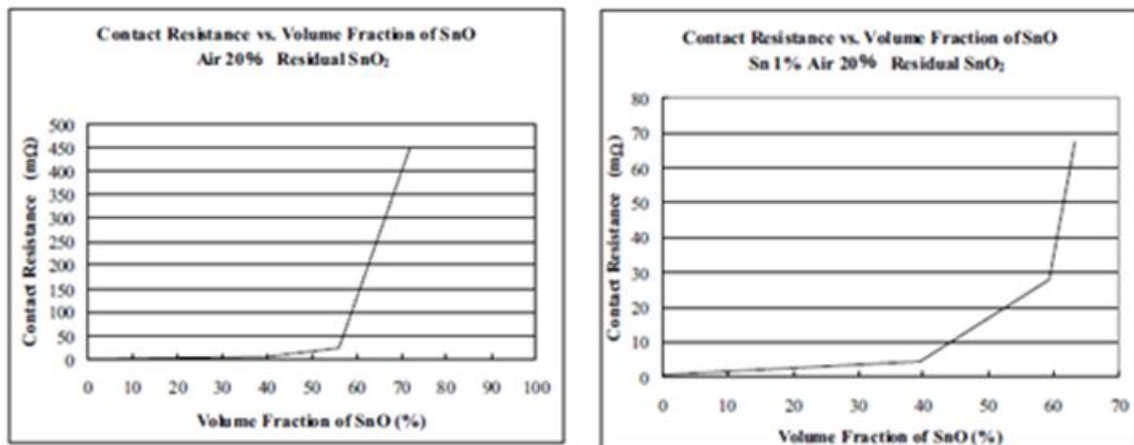 Contact Resistance vs. Volume Fraction of SnO
Air 20% Residual SnO₂
500
450
400
350
300
250
200
150
100
50
0
Contact Resistance (mΩ)
0 10 20 30 40 50 60 70 80 90 100
Volume Fraction of SnO (%)
Contact Resistance vs. Volume Fraction of SnO
Sn 1% Air 20% Residual SnO₂
80
70
60
50
40
30
20
10
0
Contact Resistance (mΩ)
0 10 20 30 40 50 60 70
Volume Fraction of SnO (%)